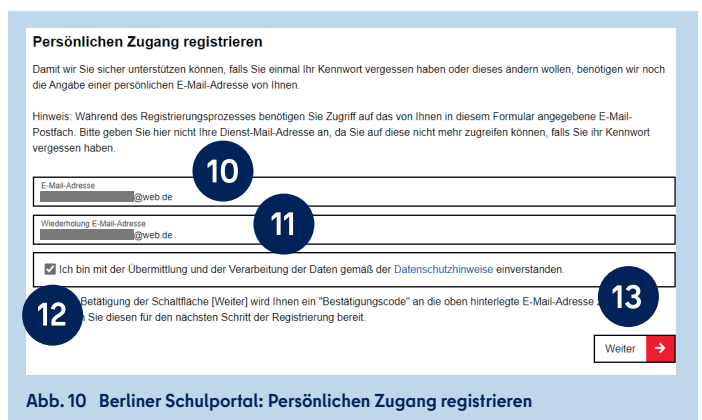 Persönlichen Zugang registrieren
Damit wir Sie sicher unterstützen können, falls Sie einmal Ihr Kennwort vergessen haben oder dieses ändern wollen, benötigen wir noch
die Angabe einer persönlichen E-Mail-Adresse von Ihnen.
Hinweis: Während des Registrierungsprozesses benötigen Sie Zugriff auf das von Ihnen in diesem Formular angegebene E-Mail-
Postfach. Bitte geben Sie hier nicht Ihre Dienst-Mail-Adresse an, da Sie auf diese nicht mehr zugreifen können, falls Sie ihr Kennwort
vergessen haben.
10
E-Mail-Adresse
@web.de
11
Wiederholung E-Mail-Adresse
@web.de
Ich bin mit der Übermittlung und der Verarbeitung der Daten gemäß der Datenschutzhinweise einverstanden.
12
13
Betätigung der Schaltfläche [Weiter] wird Ihnen ein "Bestätigungscode" an die oben hinterlegte E-Mail-Adresse
Sie diesen für den nächsten Schritt der Registrierung bereit.
Weiter →
Abb. 10 Berliner Schulportal: Persönlichen Zugang registrieren